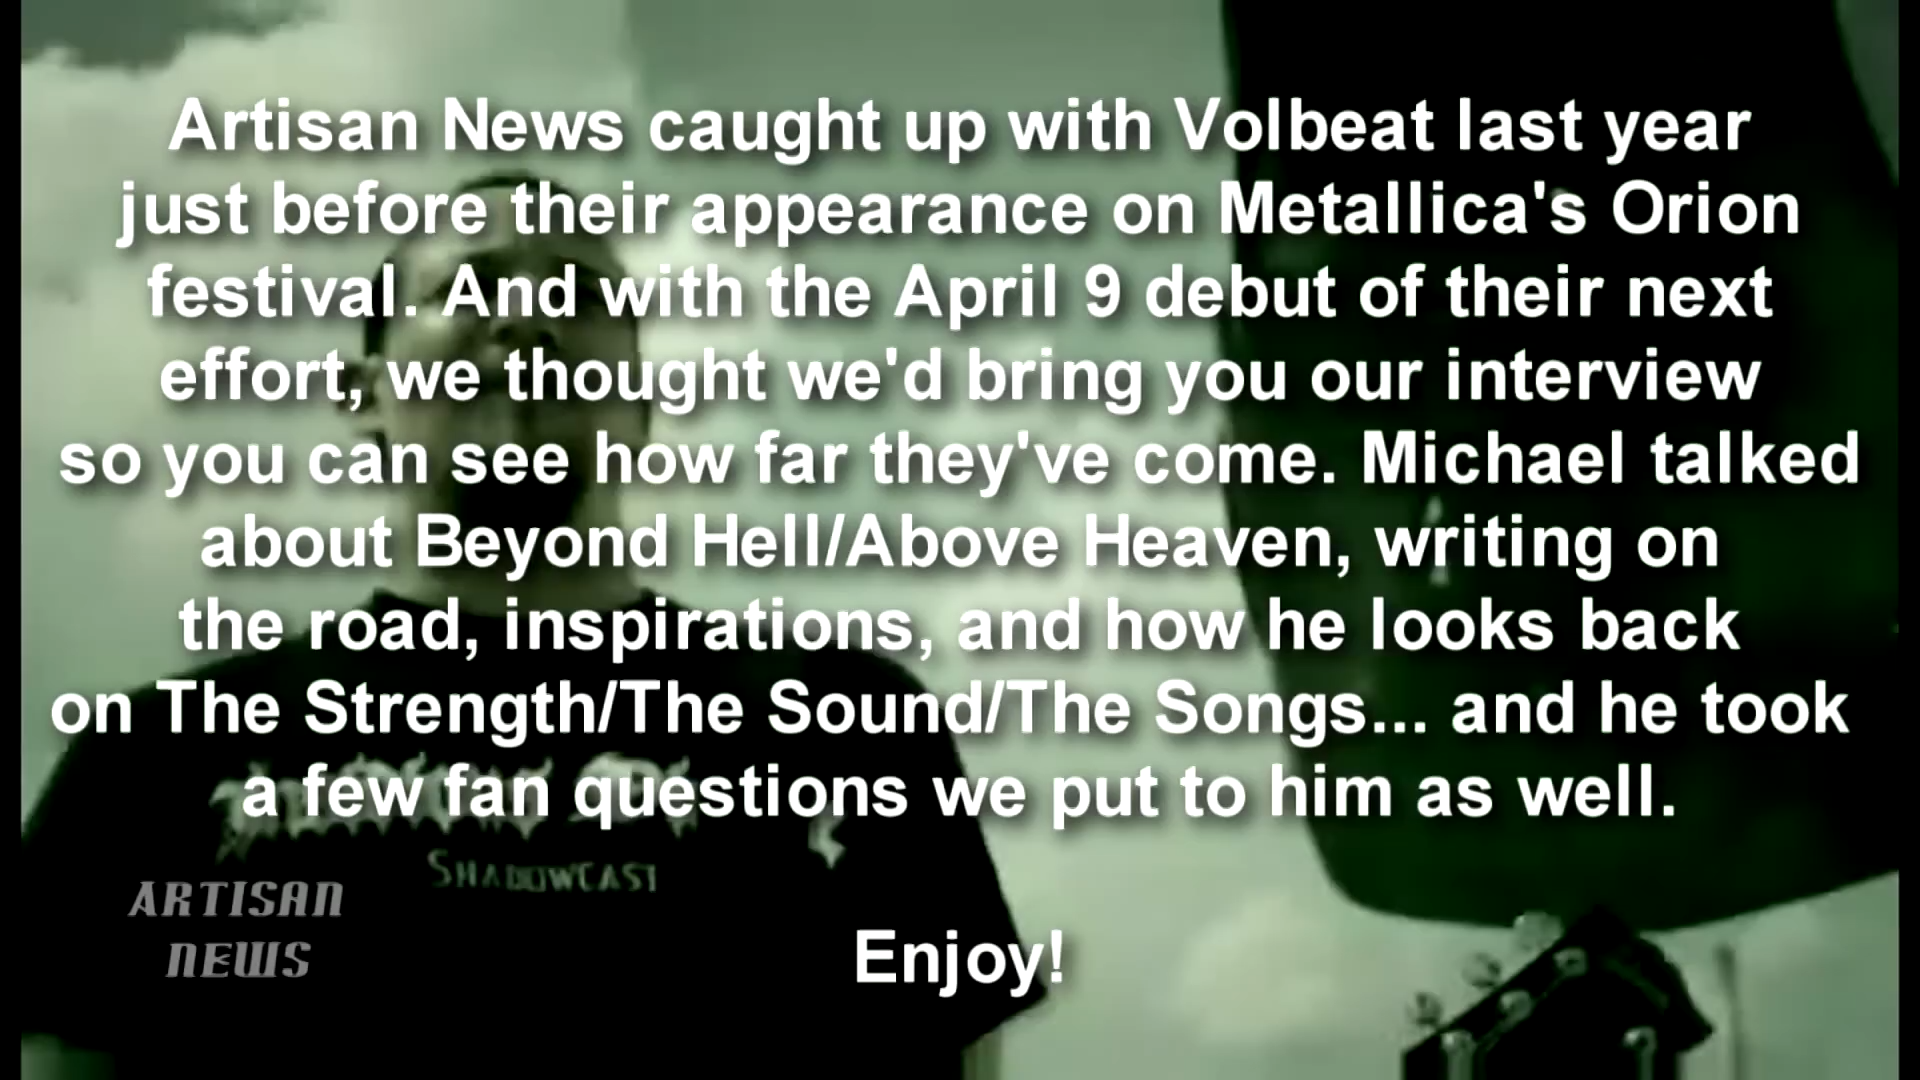 Artisan News caught up with Volbeat last year
just before their appearance on Metallica's Orion
festival. And with the April 9 debut of their next
effort, we thought we'd bring you our interview
so you can see how far they've come. Michael talked
about Beyond Hell/Above Heaven, writing on
the road, inspirations, and how he looks back
on The Strength/The Sound/The Songs... and he took
a few fan questions we put to him as well.
SHADOWCAST
ARTISAN
NEWS
Enjoy!